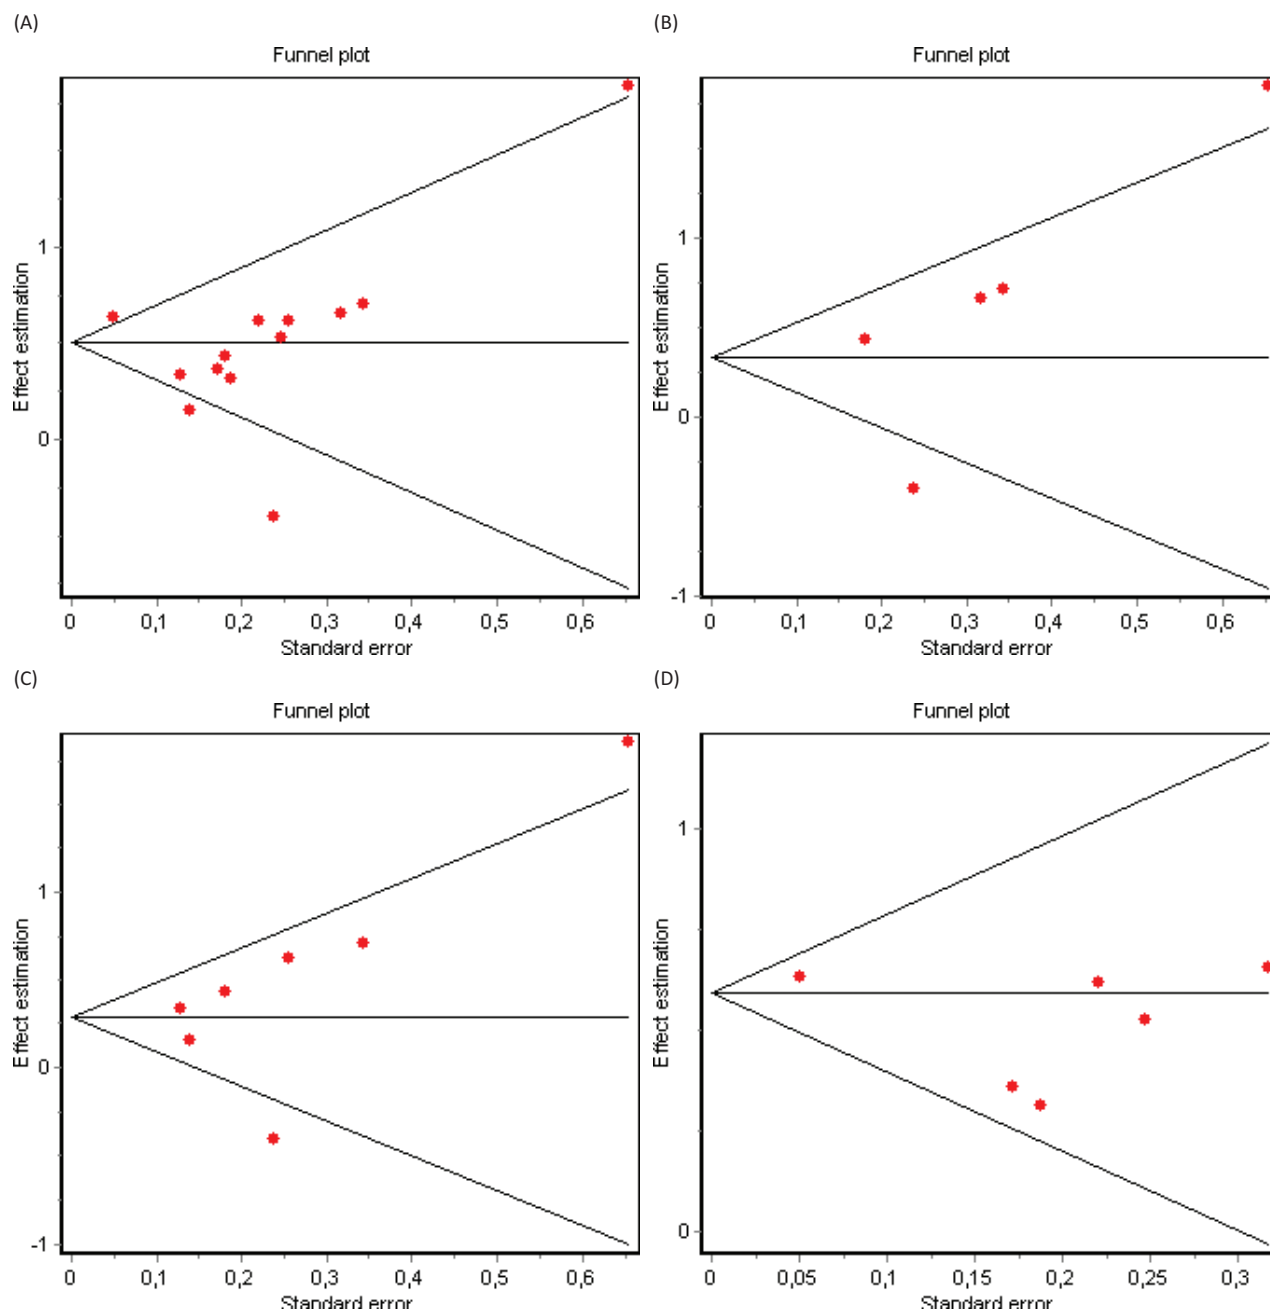 (A)
Funnel plot
Effect estimation
1
0
0 0,1 0,2 0,3 0,4 0,5 0,6
Standard error
(B)
Funnel plot
Effect estimation
1
0
-1
0 0,1 0,2 0,3 0,4 0,5 0,6
Standard error
(C)
Funnel plot
Effect estimation
1
0
-1
0 0,1 0,2 0,3 0,4 0,5 0,6
Standard error
(D)
Funnel plot
Effect estimation
1
0
0 0,05 0,1 0,15 0,2 0,25 0,3
Standard error